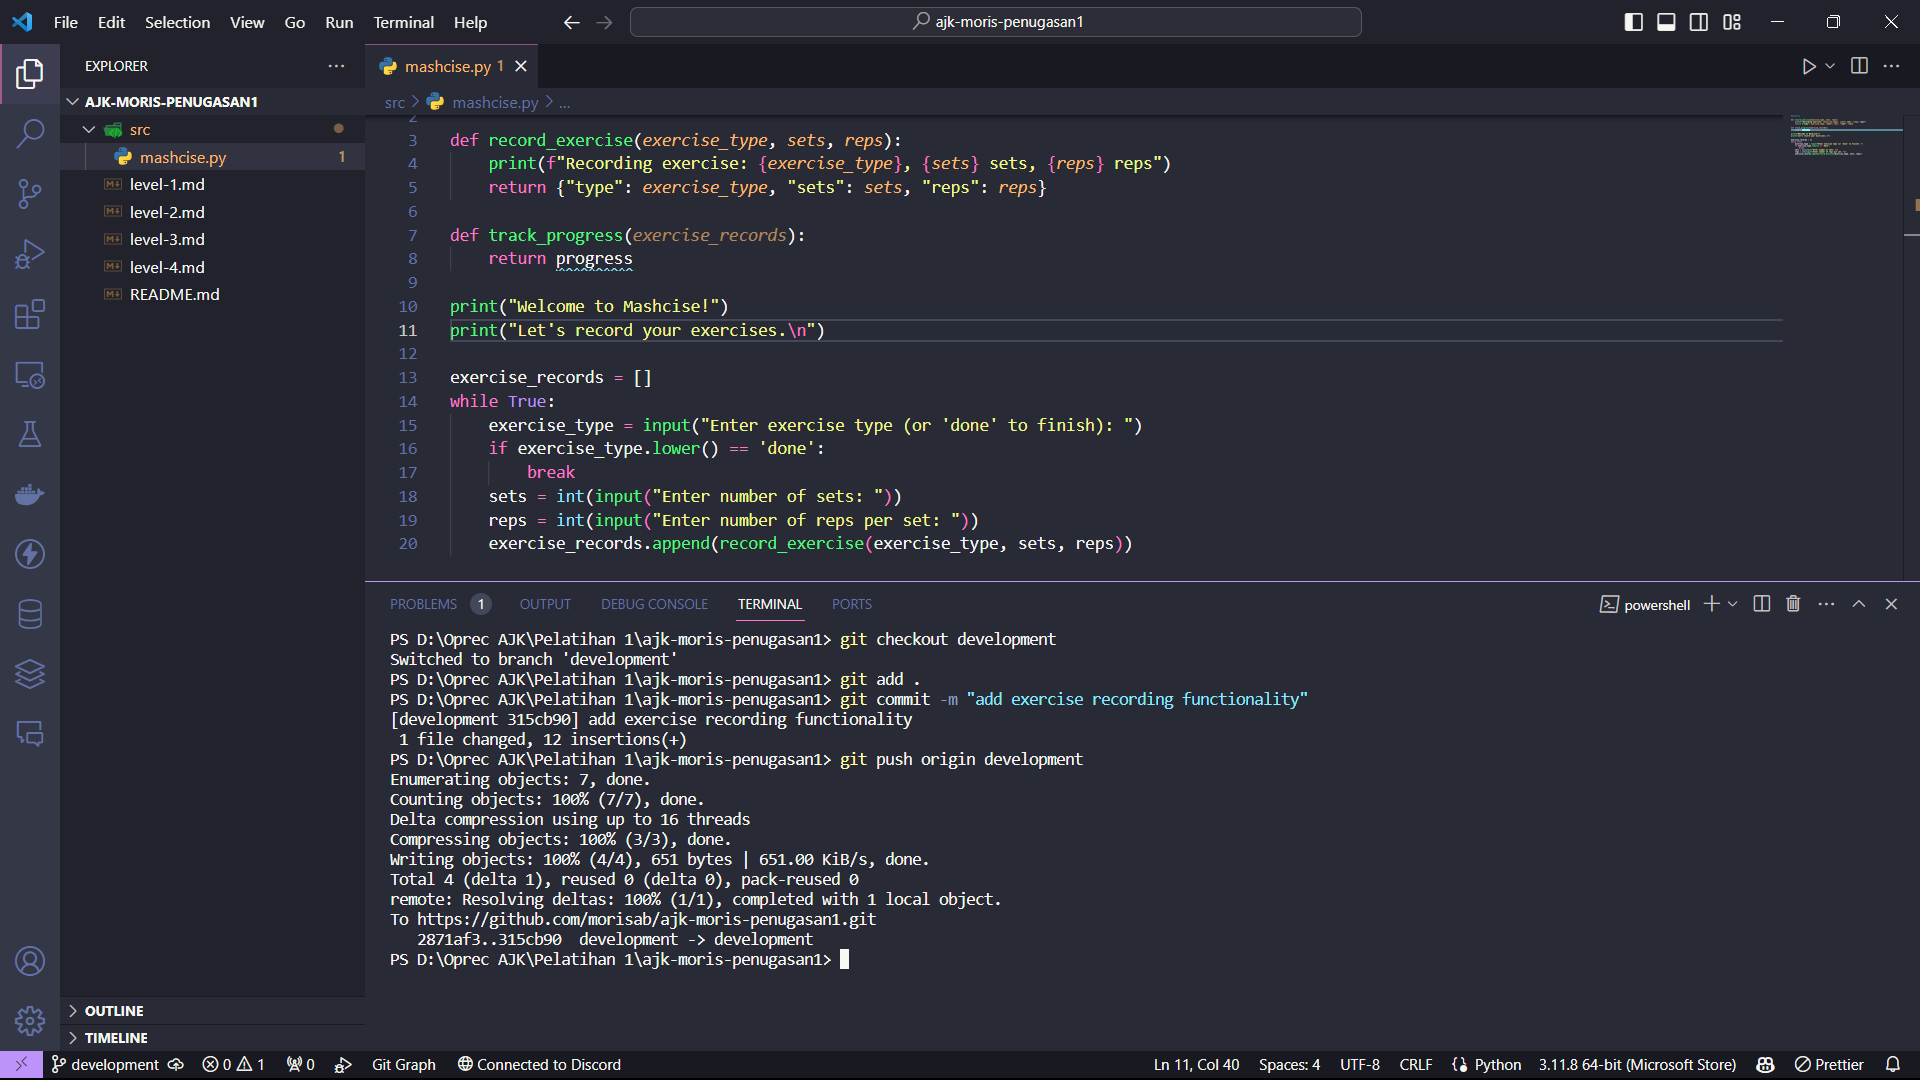 File Edit Selection View Go Run Terminal Help
ajk-moris-penugasan1
EXPLORER
AJK-MORIS-PENUGASAN1
src
mashcise.py 1
level-1.md
level-2.md
level-3.md
level-4.md
README.md
OUTLINE
TIMELINE
mashcise.py 1
src > mashcise.py > ...
2
3 def record_exercise(exercise_type, sets, reps):
4 print(f"Recording exercise: {exercise_type}, {sets} sets, {reps} reps")
5 return {"type": exercise_type, "sets": sets, "reps": reps}
6
7 def track_progress(exercise_records):
8 return progress
9
10 print("Welcome to Mashcise!")
11 print("Let's record your exercises.\n")
12
13 exercise_records = []
14 while True:
15 exercise_type = input("Enter exercise type (or 'done' to finish): ")
16 if exercise_type.lower() == 'done':
17 break
18 sets = int(input("Enter number of sets: "))
19 reps = int(input("Enter number of reps per set: "))
20 exercise_records.append(record_exercise(exercise_type, sets, reps))
PROBLEMS 1 OUTPUT DEBUG CONSOLE TERMINAL PORTS
powershell
PS D:\Oprec AJK\Pelatihan 1\ajk-moris-penugasan1> git checkout development
Switched to branch 'development'
PS D:\Oprec AJK\Pelatihan 1\ajk-moris-penugasan1> git add .
PS D:\Oprec AJK\Pelatihan 1\ajk-moris-penugasan1> git commit -m "add exercise recording functionality"
[development 315cb90] add exercise recording functionality
1 file changed, 12 insertions(+)
PS D:\Oprec AJK\Pelatihan 1\ajk-moris-penugasan1> git push origin development
Enumerating objects: 7, done.
Counting objects: 100% (7/7), done.
Delta compression using up to 16 threads
Compressing objects: 100% (3/3), done.
Writing objects: 100% (4/4), 651 bytes | 651.00 KiB/s, done.
Total 4 (delta 1), reused 0 (delta 0), pack-reused 0
remote: Resolving deltas: 100% (1/1), completed with 1 local object.
To https://github.com/morisab/ajk-moris-penugasan1.git
2871af3..315cb90 development -> development
PS D:\Oprec AJK\Pelatihan 1\ajk-moris-penugasan1>
development 0 1 0 Git Graph Connected to Discord
Ln 11, Col 40 Spaces: 4 UTF-8 CRLF Python 3.11.8 64-bit (Microsoft Store) Prettier